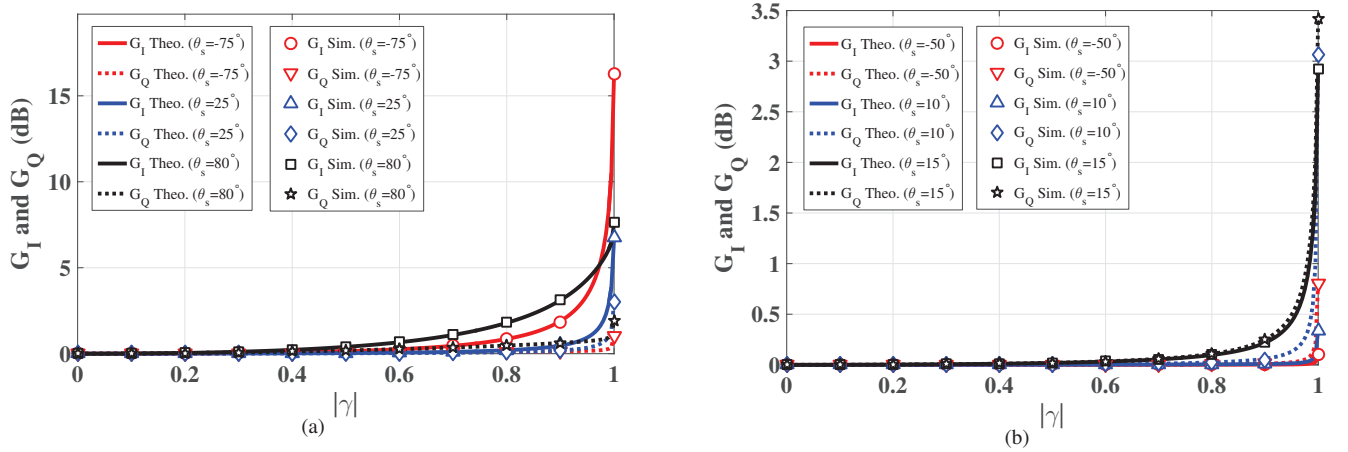 G_I and G_Q (dB)
15
10
5
0
G_I Theo. (θ_s=-75°)
G_Q Theo. (θ_s=-75°)
G_I Theo. (θ_s=25°)
G_Q Theo. (θ_s=25°)
G_I Theo. (θ_s=80°)
G_Q Theo. (θ_s=80°)
G_I Sim. (θ_s=-75°)
G_Q Sim. (θ_s=-75°)
G_I Sim. (θ_s=25°)
G_Q Sim. (θ_s=25°)
G_I Sim. (θ_s=80°)
G_Q Sim. (θ_s=80°)
0 0.2 0.4 0.6 0.8 1
|γ|
(a)
G_I and G_Q (dB)
3.5
3
2.5
2
1.5
1
0.5
0
G_I Theo. (θ_s=-50°)
G_Q Theo. (θ_s=-50°)
G_I Theo. (θ_s=10°)
G_Q Theo. (θ_s=10°)
G_I Theo. (θ_s=15°)
G_Q Theo. (θ_s=15°)
G_I Sim. (θ_s=-50°)
G_Q Sim. (θ_s=-50°)
G_I Sim. (θ_s=10°)
G_Q Sim. (θ_s=10°)
G_I Sim. (θ_s=15°)
G_Q Sim. (θ_s=15°)
0 0.2 0.4 0.6 0.8 1
|γ|
(b)